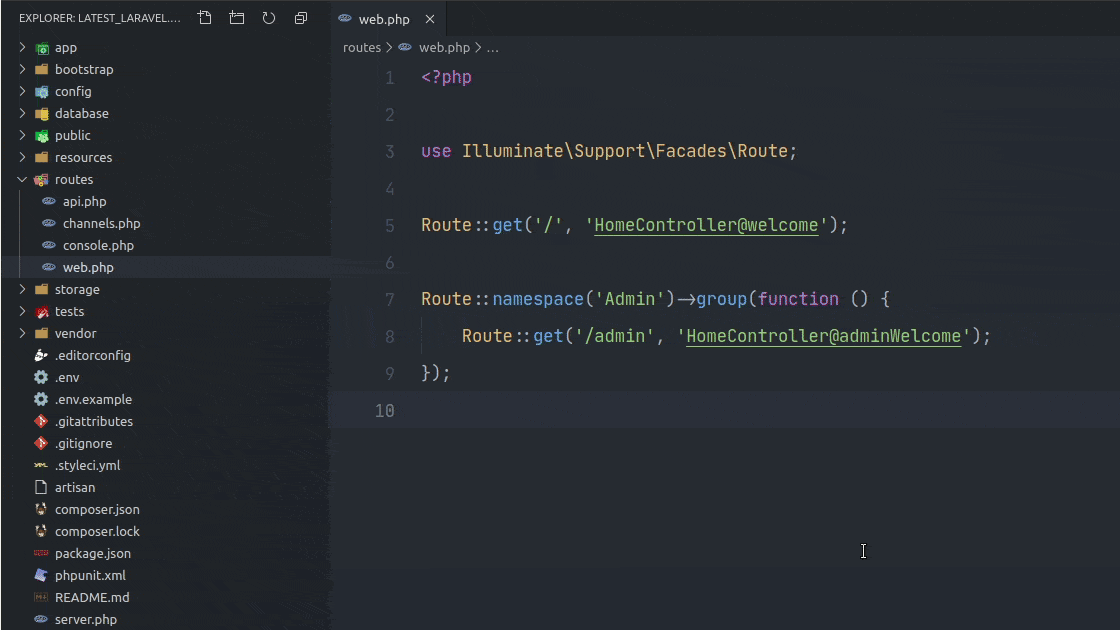 EXPLORER: LATEST_LARAVEL....
app
bootstrap
config
database
public
resources
routes
api.php
channels.php
console.php
web.php
storage
tests
vendor
.editorconfig
.env
.env.example
.gitattributes
.gitignore
.styleci.yml
artisan
composer.json
composer.lock
package.json
phpunit.xml
README.md
server.php
web.php
routes > web.php > ...
1 <?php
2
3 use Illuminate\Support\Facades\Route;
4
5 Route::get('/', 'HomeController@welcome');
6
7 Route::namespace('Admin')->group(function () {
8 Route::get('/admin', 'HomeController@adminWelcome');
9 });
10